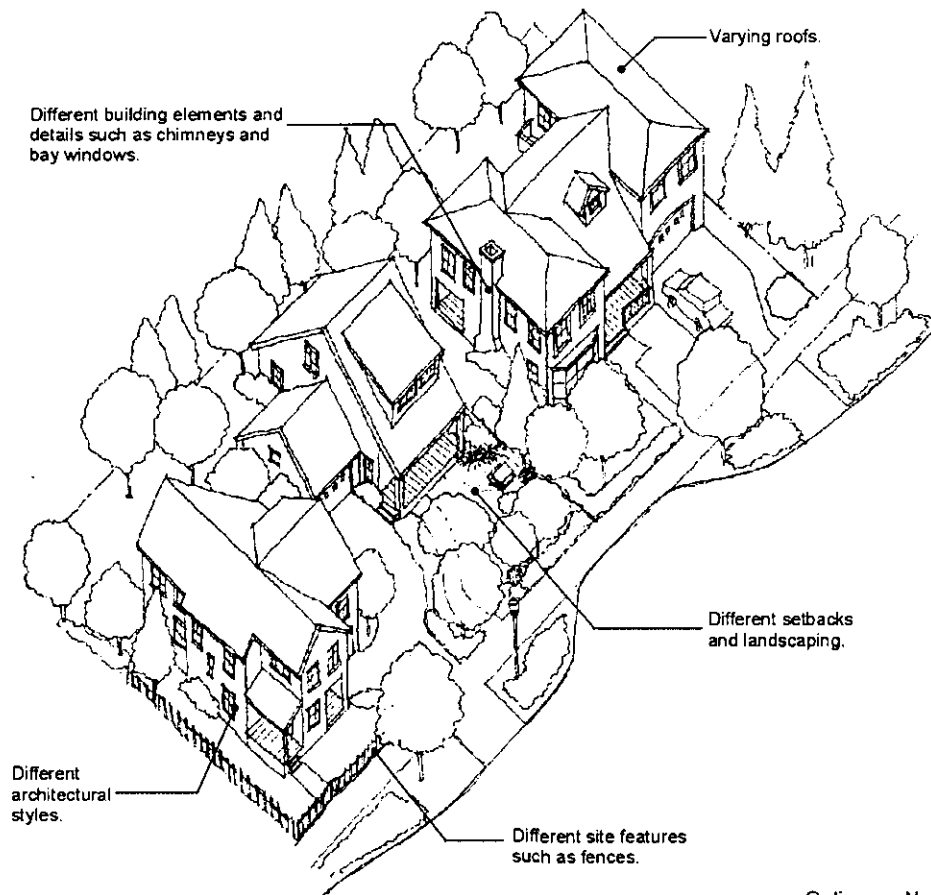 Varying roofs.
Different building elements and
details such as chimneys and
bay windows.
Different setbacks
and landscaping.
Different
architectural
styles.
Different site features
such as fences.